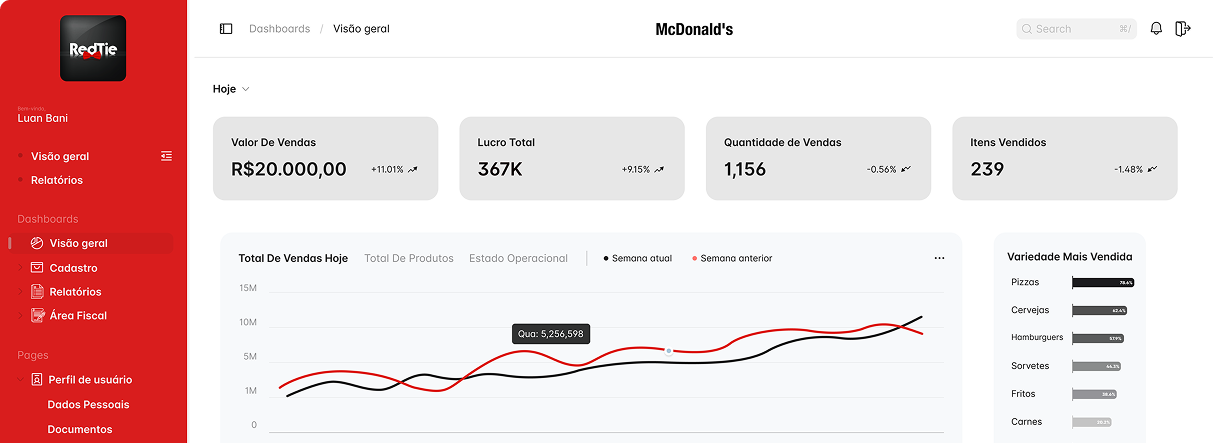 RedTie
Bem-vindo,
Luan Bani
Visão geral
Relatórios
Dashboards
Visão geral
Cadastro
Relatórios
Área Fiscal
Pages
Perfil de usuário
Dados Pessoais
Documentos
Dashboards / Visão geral
McDonald's
Search ⌘/
Hoje
Valor De Vendas
R$20.000,00 +11.01%
Lucro Total
367K +9.15%
Quantidade de Vendas
1,156 -0.56%
Itens Vendidos
239 -1.48%
Total De Vendas Hoje Total De Produtos Estado Operacional Semana atual Semana anterior
15M
10M
5M
1M
0
Qua: 5,256,598
Variedade Mais Vendida
Pizzas 78.6%
Cervejas 62.4%
Hamburguers 57.9%
Sorvetes 44.3%
Fritos
Carnes